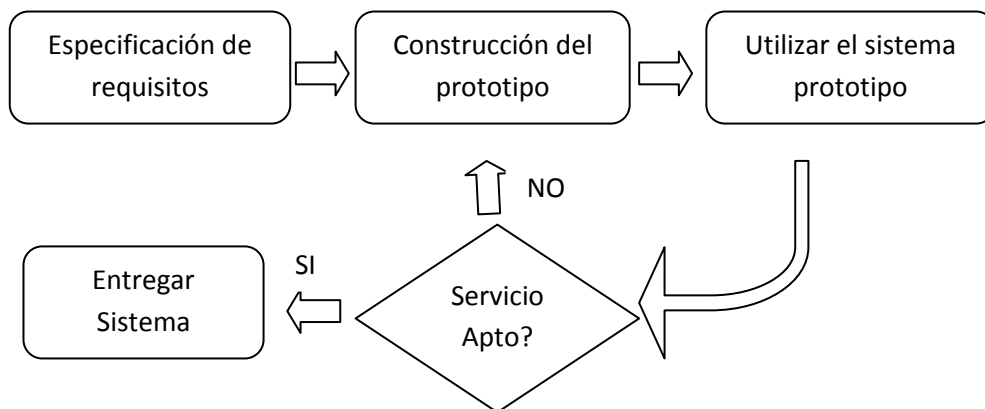 Especificación de
requisitos
Construcción del
prototipo
Utilizar el sistema
prototipo
NO
SI
Entregar
Sistema
Servicio
Apto?